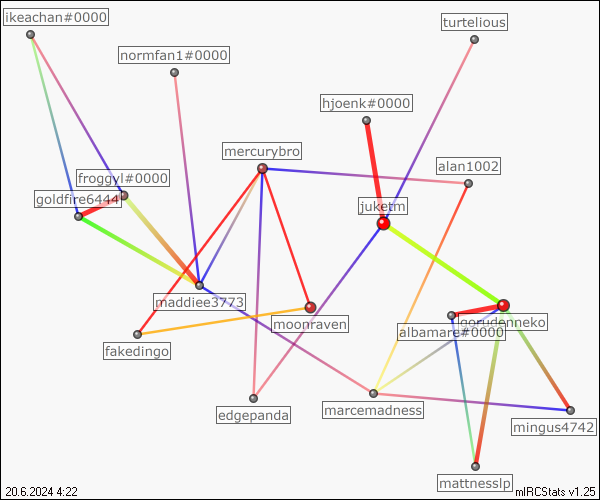 ikeachan#0000
turtelious
normfan1#0000
hjoenk#0000
mercurybro
alan1002
froggyl#0000
goldfire6444
juketm
maddiee3773
moonraven
gorudenneko
albamare#0000
fakedingo
edgepanda
marcemadness
mingus4742
mattnesslp
20.6.2024 4:22
mIRCStats v1.25